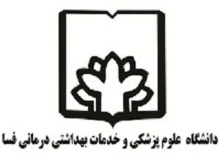 دانشگاه علوم پزشکی و خدمات بهداشتی درمانی فسا